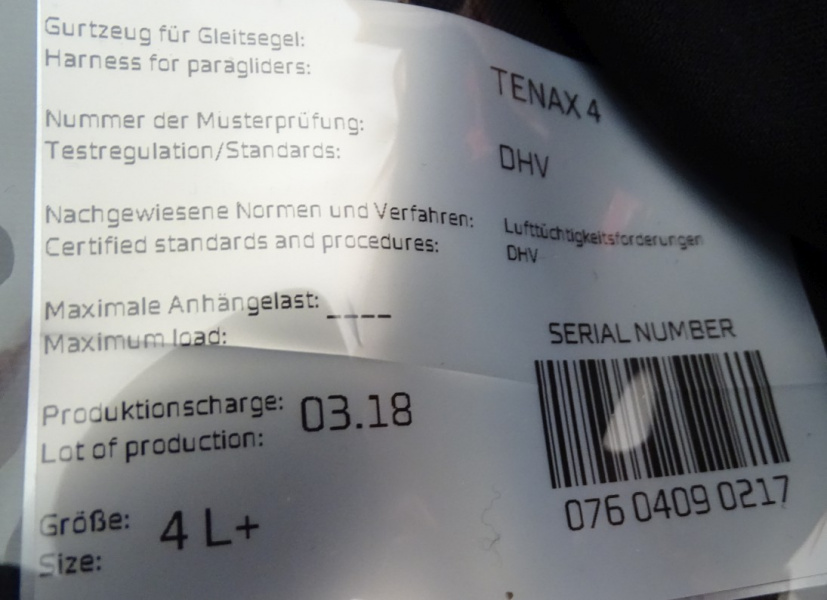 Gurtzeug für Gleitsegel:
Harness for paragliders:
TENAX 4
Nummer der Musterprüfung:
Testregulation/Standards:
DHV
Nachgewiesene Normen und Verfahren:
Certified standards and procedures:
Lufttüchtigkeitsforderungen
DHV
Maximale Anhängelast: ____
Maximum load:
SERIAL NUMBER
076 0409 0217
Produktionscharge:
Lot of production:
03.18
Größe:
Size:
4 L+